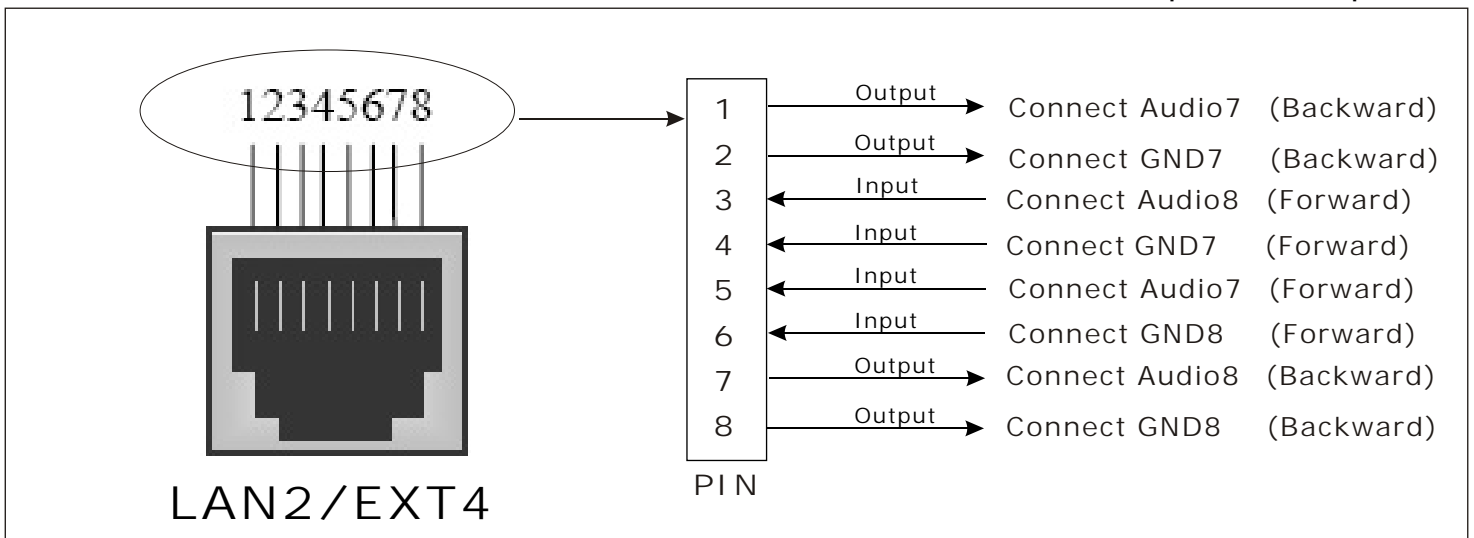 12345678
1 Output Connect Audio7 (Backward)
2 Output Connect GND7 (Backward)
3 Input Connect Audio8 (Forward)
4 Input Connect GND7 (Forward)
5 Input Connect Audio7 (Forward)
6 Input Connect GND8 (Forward)
7 Output Connect Audio8 (Backward)
8 Output Connect GND8 (Backward)
PIN
LAN2/EXT4